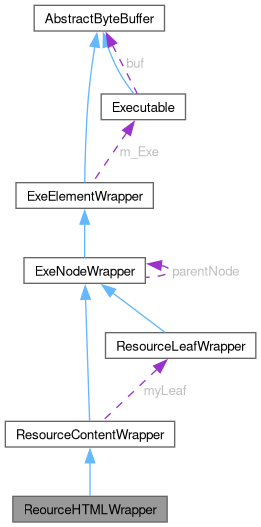 AbstractByteBuffer
buf
Executable
m_Exe
ExeElementWrapper
ExeNodeWrapper
parentNode
ResourceLeafWrapper
myLeaf
ResourceContentWrapper
ReourceHTMLWrapper